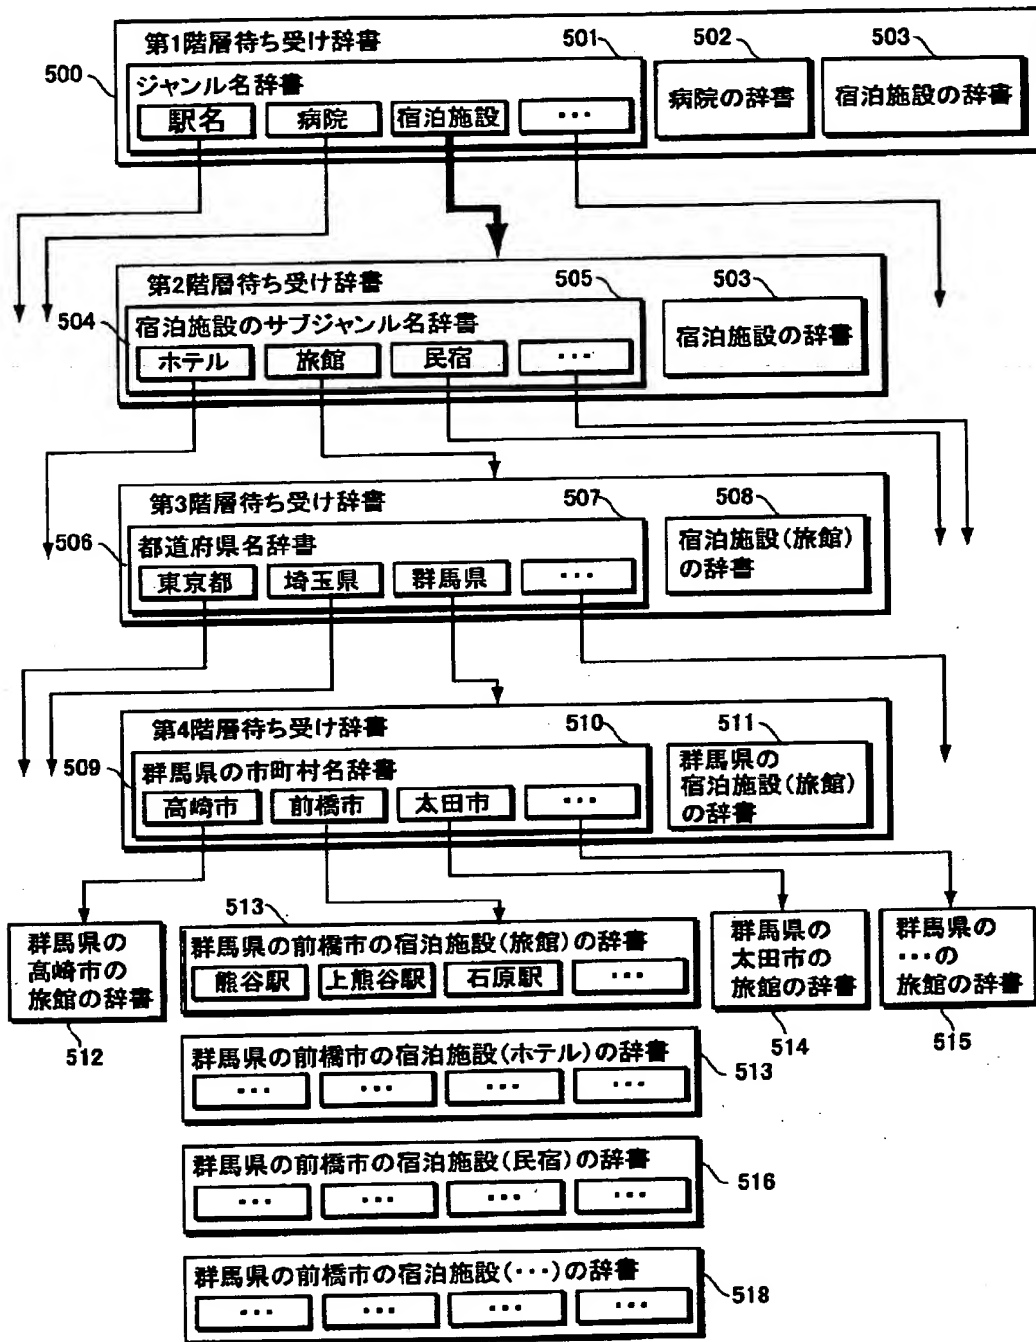 第1階層待ち受け辞書
500
501
502
503
ジャンル名辞書
駅名
病院
宿泊施設
・・・
病院の辞書
宿泊施設の辞書
第2階層待ち受け辞書
504
505
503
宿泊施設のサブジャンル名辞書
ホテル
旅館
民宿
・・・
宿泊施設の辞書
第3階層待ち受け辞書
506
507
508
都道府県名辞書
東京都
埼玉県
群馬県
・・・
宿泊施設(旅館)
の辞書
第4階層待ち受け辞書
509
510
511
群馬県の市町村名辞書
高崎市
前橋市
太田市
・・・
群馬県の
宿泊施設(旅館)
の辞書
群馬県の
高崎市の
旅館の辞書
512
513
群馬県の前橋市の宿泊施設(旅館)の辞書
熊谷駅
上熊谷駅
石原駅
・・・
群馬県の
太田市の
旅館の辞書
514
群馬県の
・・・の
旅館の辞書
515
群馬県の前橋市の宿泊施設(ホテル)の辞書
513
・・・
・・・
・・・
・・・
群馬県の前橋市の宿泊施設(民宿)の辞書
516
・・・
・・・
・・・
・・・
群馬県の前橋市の宿泊施設(・・・)の辞書
518
・・・
・・・
・・・
・・・